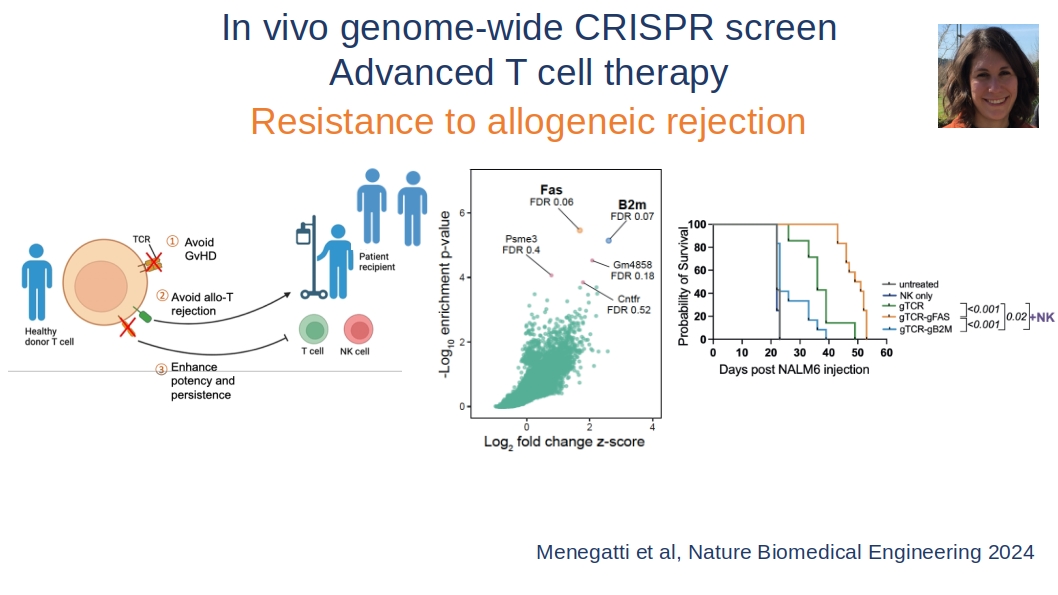 In vivo genome-wide CRISPR screen
Advanced T cell therapy
Resistance to allogeneic rejection
TCR
① Avoid
GvHD
② Avoid allo-T
rejection
③ Enhance
potency and
persistence
Healthy
donor T cell
Patient
recipient
T cell
NK cell
-Log10 enrichment p-value
6
4
2
0
Fas
FDR 0.06
B2m
FDR 0.07
Psme3
FDR 0.4
Gm4858
FDR 0.18
Cntfr
FDR 0.52
0 2 4
Log2 fold change z-score
Probability of Survival
100
80
60
40
20
0
0 10 20 30 40 50 60
Days post NALM6 injection
untreated
NK only
gTCR
gTCR-gFAS
gTCR-gB2M
<0.001
<0.001
0.02
+NK
Menegatti et al, Nature Biomedical Engineering 2024